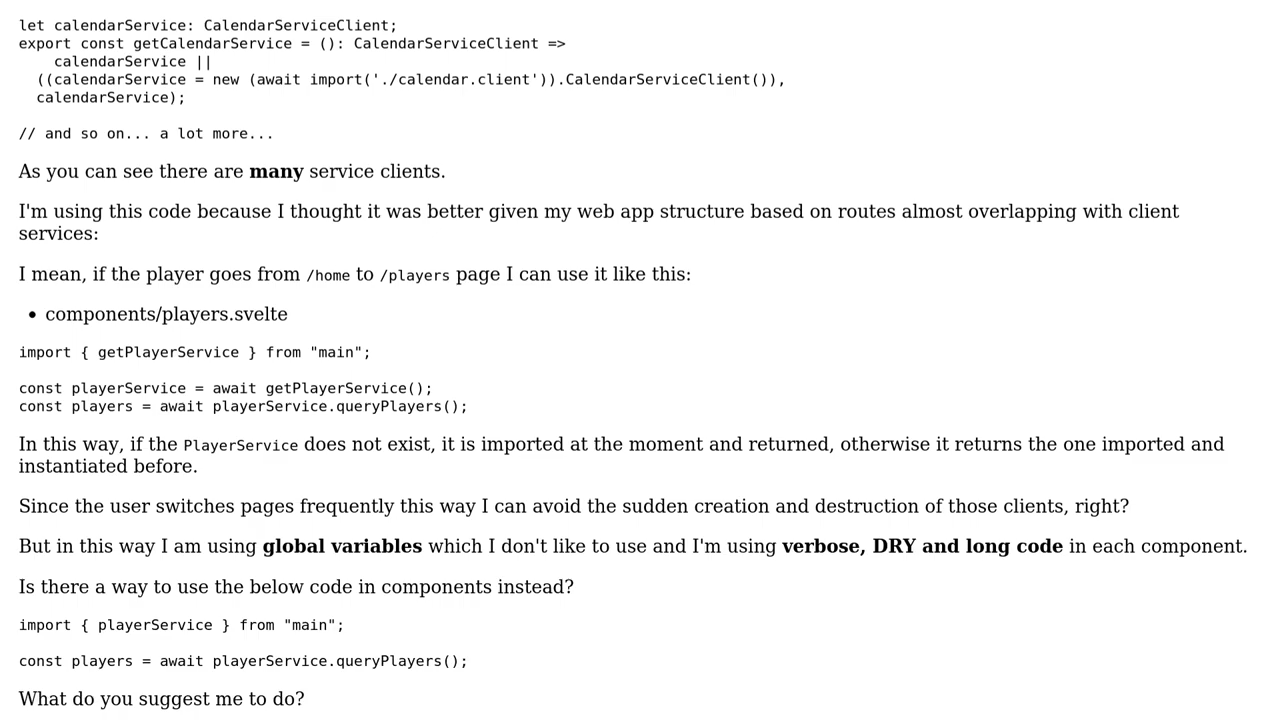 let calendarService: CalendarServiceClient;
export const getCalendarService = (): CalendarServiceClient =>
    calendarService ||
  ((calendarService = new (await import('./calendar.client')).CalendarServiceClient()),
  calendarService);

// and so on... a lot more...
As you can see there are many service clients.
I'm using this code because I thought it was better given my web app structure based on routes almost overlapping with client
services:
I mean, if the player goes from /home to /players page I can use it like this:
• components/players.svelte
import { getPlayerService } from "main";

const playerService = await getPlayerService();
const players = await playerService.queryPlayers();
In this way, if the PlayerService does not exist, it is imported at the moment and returned, otherwise it returns the one imported and
instantiated before.
Since the user switches pages frequently this way I can avoid the sudden creation and destruction of those clients, right?
But in this way I am using global variables which I don't like to use and I'm using verbose, DRY and long code in each component.
Is there a way to use the below code in components instead?
import { playerService } from "main";

const players = await playerService.queryPlayers();
What do you suggest me to do?